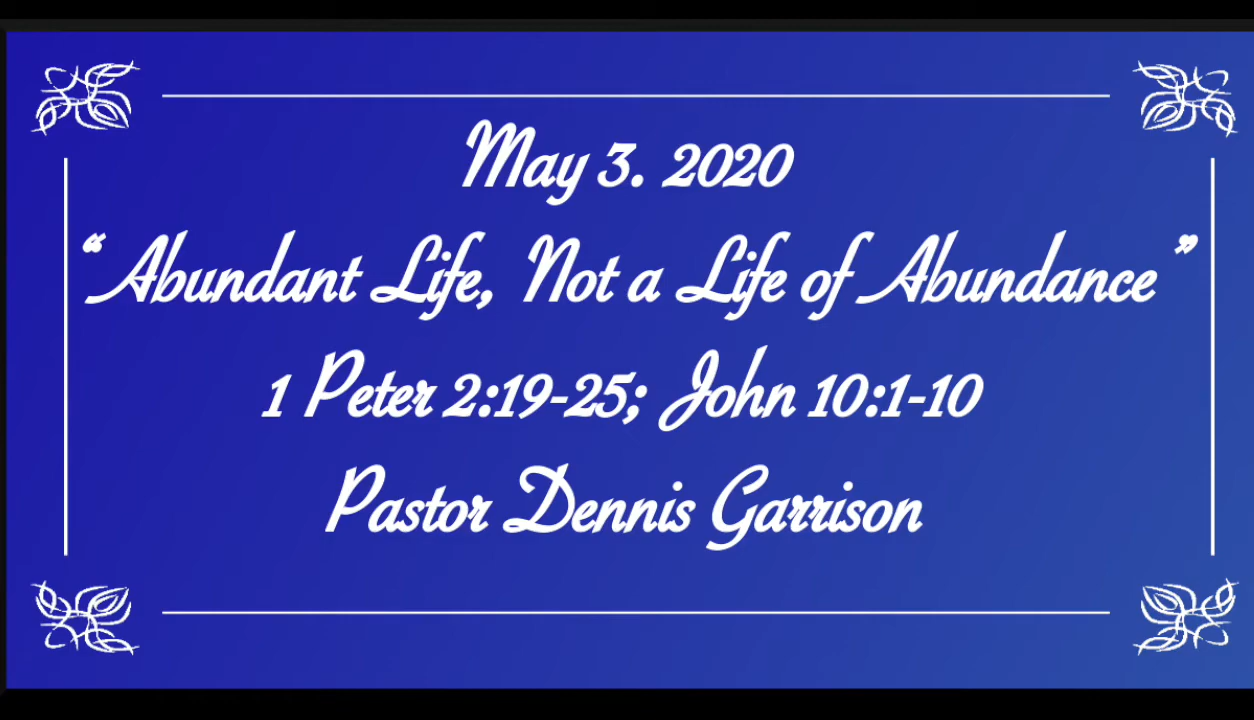 May 3. 2020
“Abundant Life, Not a Life of Abundance”
1 Peter 2:19-25; John 10:1-10
Pastor Dennis Garrison